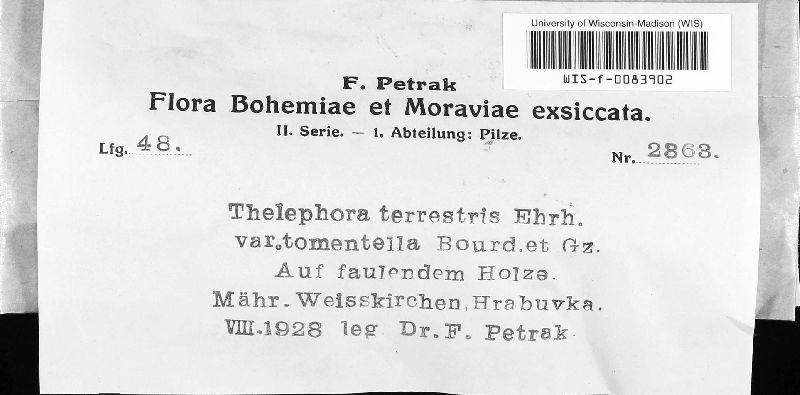 University of Wisconsin-Madison (WIS)
WIS-f-0083902
F. Petrak
Flora Bohemiae et Moraviae exsiccata.
II. Serie. — 1. Abteilung: Pilze.
Lfg. 48.
Nr. 2863.
Thelephora terrestris Ehrh.
var.tomentella Bourd.et Gz.
Auf faulendem Holze.
Mähr.Weisskirchen,Hrabuvka.
VIII.1928 leg Dr.F. Petrak